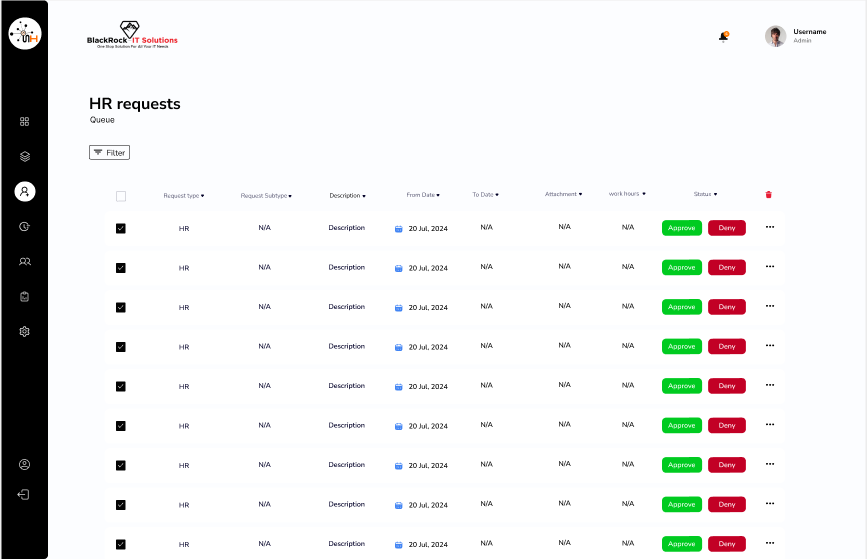 BlackRock IT Solutions
One Stop Solution For All Your IT Needs
Username
Admin
HR requests
Queue
Filter
Request type Request Subtype Description From Date To Date Attachment work hours Status
HR N/A Description 20 Jul, 2024 N/A N/A N/A Approve Deny
HR N/A Description 20 Jul, 2024 N/A N/A N/A Approve Deny
HR N/A Description 20 Jul, 2024 N/A N/A N/A Approve Deny
HR N/A Description 20 Jul, 2024 N/A N/A N/A Approve Deny
HR N/A Description 20 Jul, 2024 N/A N/A N/A Approve Deny
HR N/A Description 20 Jul, 2024 N/A N/A N/A Approve Deny
HR N/A Description 20 Jul, 2024 N/A N/A N/A Approve Deny
HR N/A Description 20 Jul, 2024 N/A N/A N/A Approve Deny
HR N/A Description 20 Jul, 2024 N/A N/A N/A Approve Deny